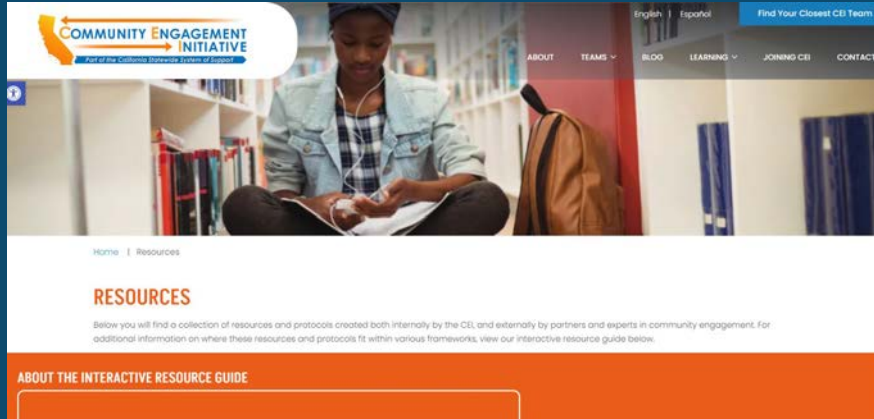 English | Español
Find Your Closest CEI Team
COMMUNITY ENGAGEMENT
INITIATIVE
Part of the California Statewide System of Support
ABOUT TEAMS BLOG LEARNING JOINING CEI CONTACT
Home | Resources
RESOURCES
Below you will find a collection of resources and protocols created both internally by the CEI, and externally by partners and experts in community engagement. For
additional information on where these resources and protocols fit within various frameworks, view our interactive resource guide below.
ABOUT THE INTERACTIVE RESOURCE GUIDE